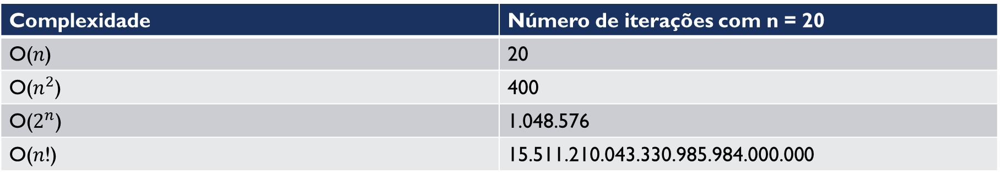 Complexidade Número de iterações com n = 20
O(n) 20
O(n²) 400
O(2ⁿ) 1.048.576
O(n!) 15.511.210.043.330.985.984.000.000